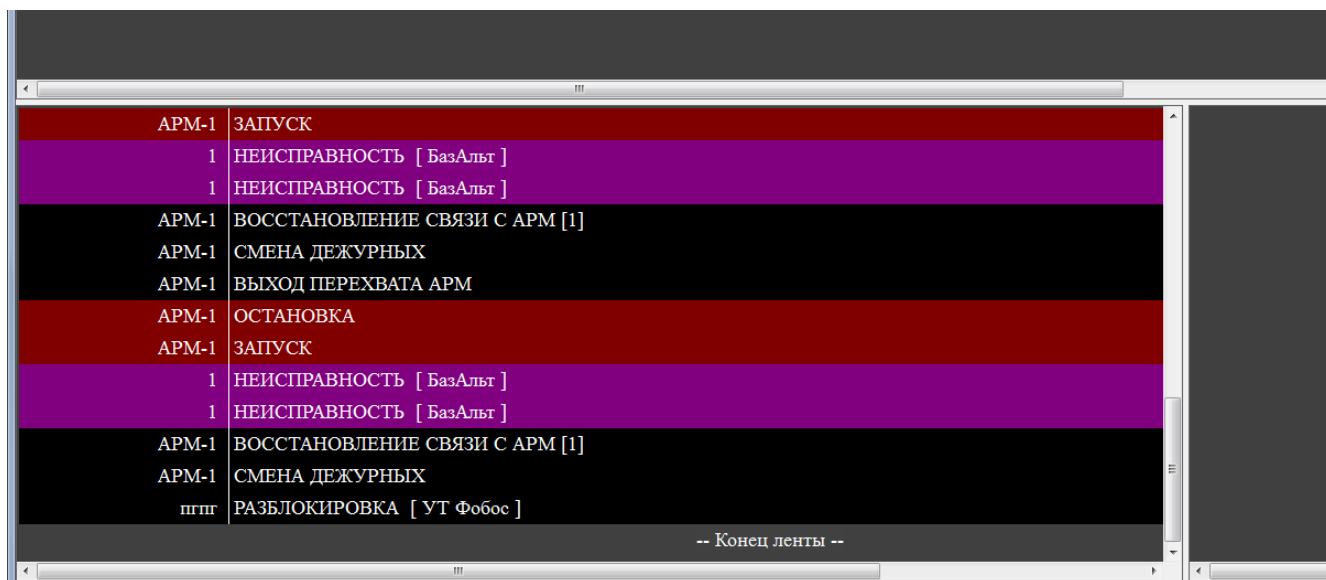 АРМ-1 ЗАПУСК
1 НЕИСПРАВНОСТЬ [ БазАльт ]
1 НЕИСПРАВНОСТЬ [ БазАльт ]
АРМ-1 ВОССТАНОВЛЕНИЕ СВЯЗИ С АРМ [1]
АРМ-1 СМЕНА ДЕЖУРНЫХ
АРМ-1 ВЫХОД ПЕРЕХВАТА АРМ
АРМ-1 ОСТАНОВКА
АРМ-1 ЗАПУСК
1 НЕИСПРАВНОСТЬ [ БазАльт ]
1 НЕИСПРАВНОСТЬ [ БазАльт ]
АРМ-1 ВОССТАНОВЛЕНИЕ СВЯЗИ С АРМ [1]
АРМ-1 СМЕНА ДЕЖУРНЫХ
пгпг РАЗБЛОКИРОВКА [ УТ Фобос ]
-- Конец ленты --